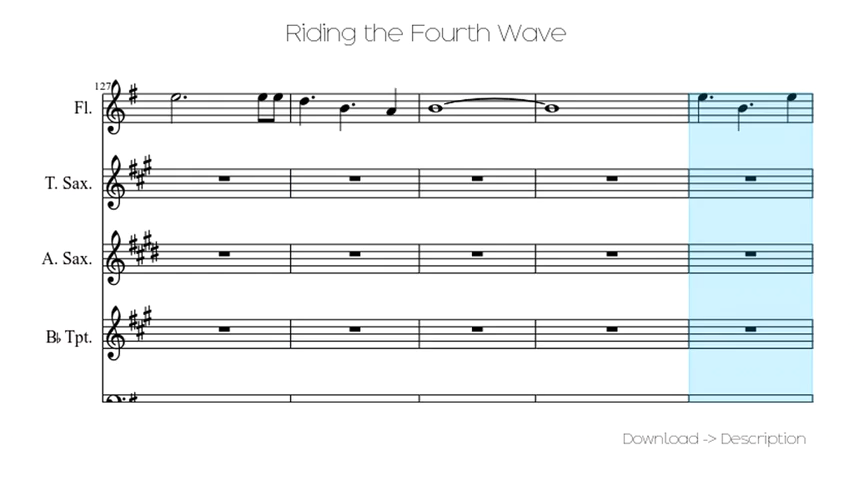 Riding the Fourth Wave
127
Fl.
T. Sax.
A. Sax.
B♭ Tpt.
Download -> Description